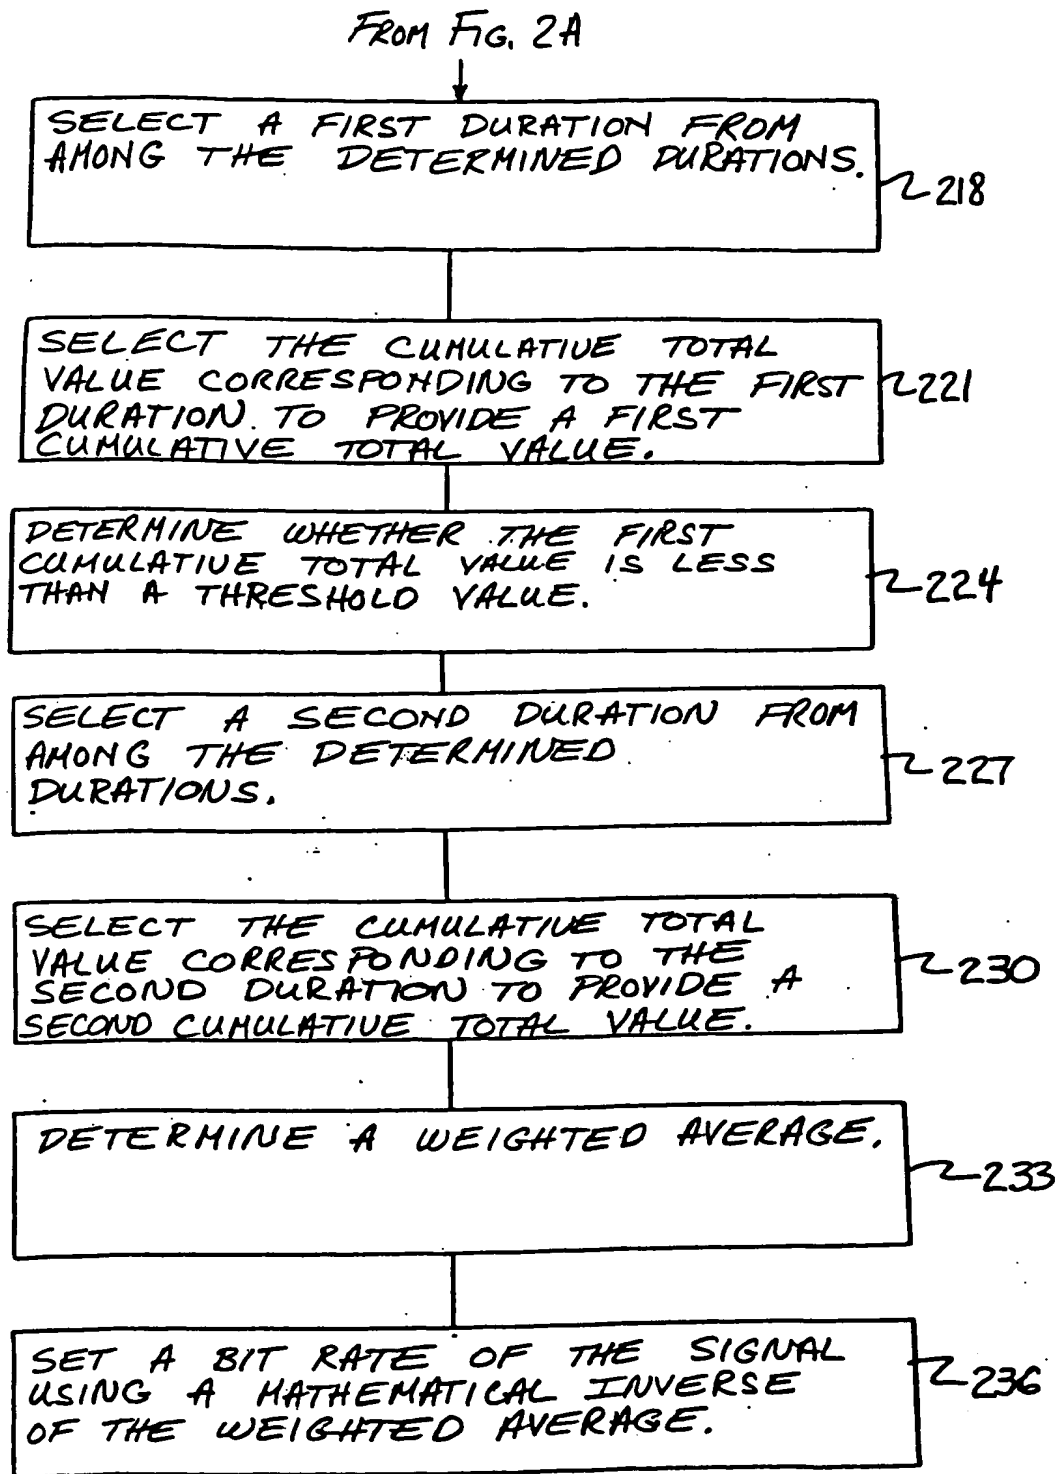 FROM FIG. 2A
SELECT A FIRST DURATION FROM
AMONG THE DETERMINED DURATIONS.
218
SELECT THE CUMULATIVE TOTAL
VALUE CORRESPONDING TO THE FIRST
DURATION TO PROVIDE A FIRST
CUMULATIVE TOTAL VALUE.
221
DETERMINE WHETHER THE FIRST
CUMULATIVE TOTAL VALUE IS LESS
THAN A THRESHOLD VALUE.
224
SELECT A SECOND DURATION FROM
AMONG THE DETERMINED
DURATIONS.
227
SELECT THE CUMULATIVE TOTAL
VALUE CORRESPONDING TO THE
SECOND DURATION TO PROVIDE A
SECOND CUMULATIVE TOTAL VALUE.
230
DETERMINE A WEIGHTED AVERAGE.
233
SET A BIT RATE OF THE SIGNAL
USING A MATHEMATICAL INVERSE
OF THE WEIGHTED AVERAGE.
236